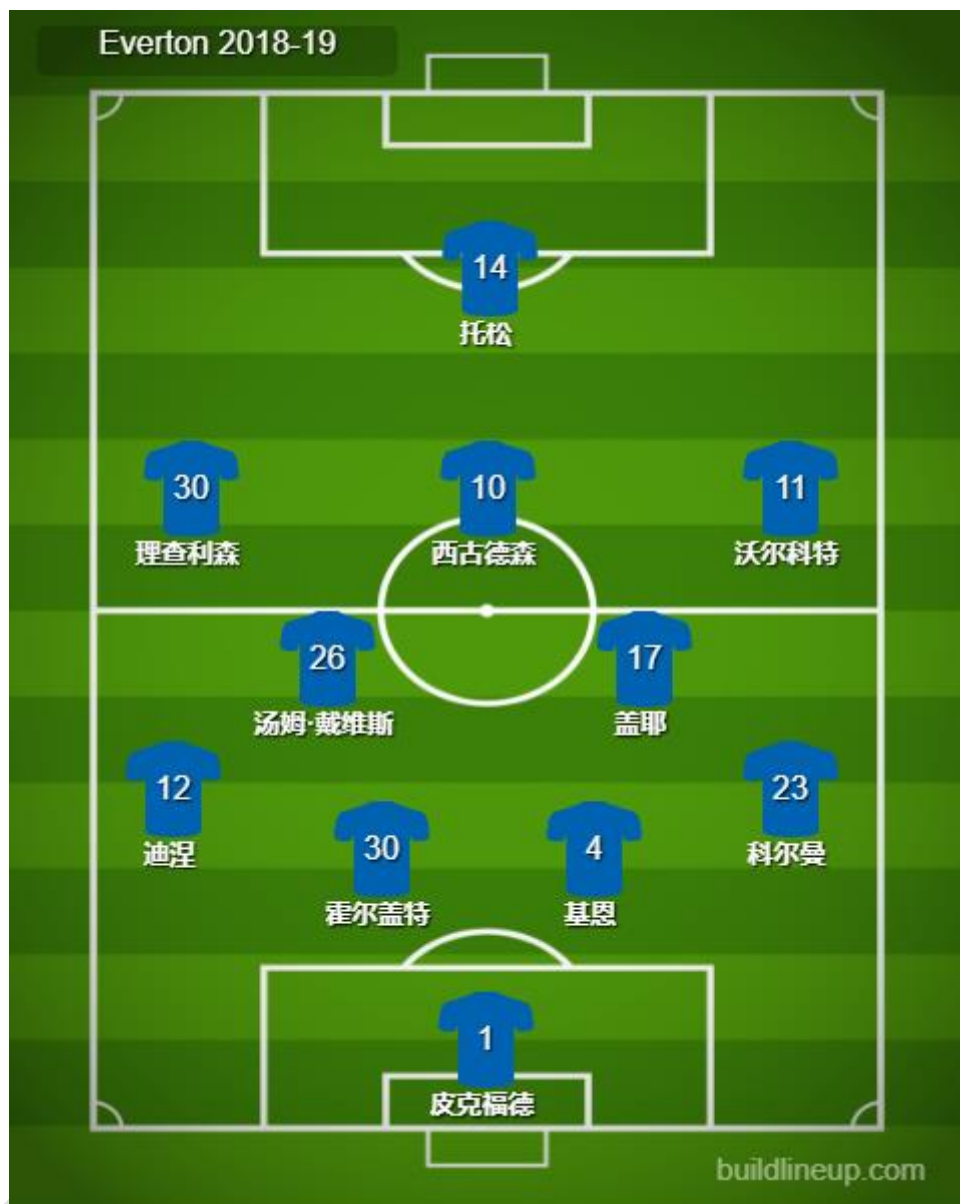 Everton 2018-19
14
托松
30
10
11
理查利森
西古德森
沃尔科特
26
17
汤姆·戴维斯
盖耶
12
23
迪涅
科尔曼
30
4
霍尔盖特
基恩
1
皮克福德
buildlineup.com